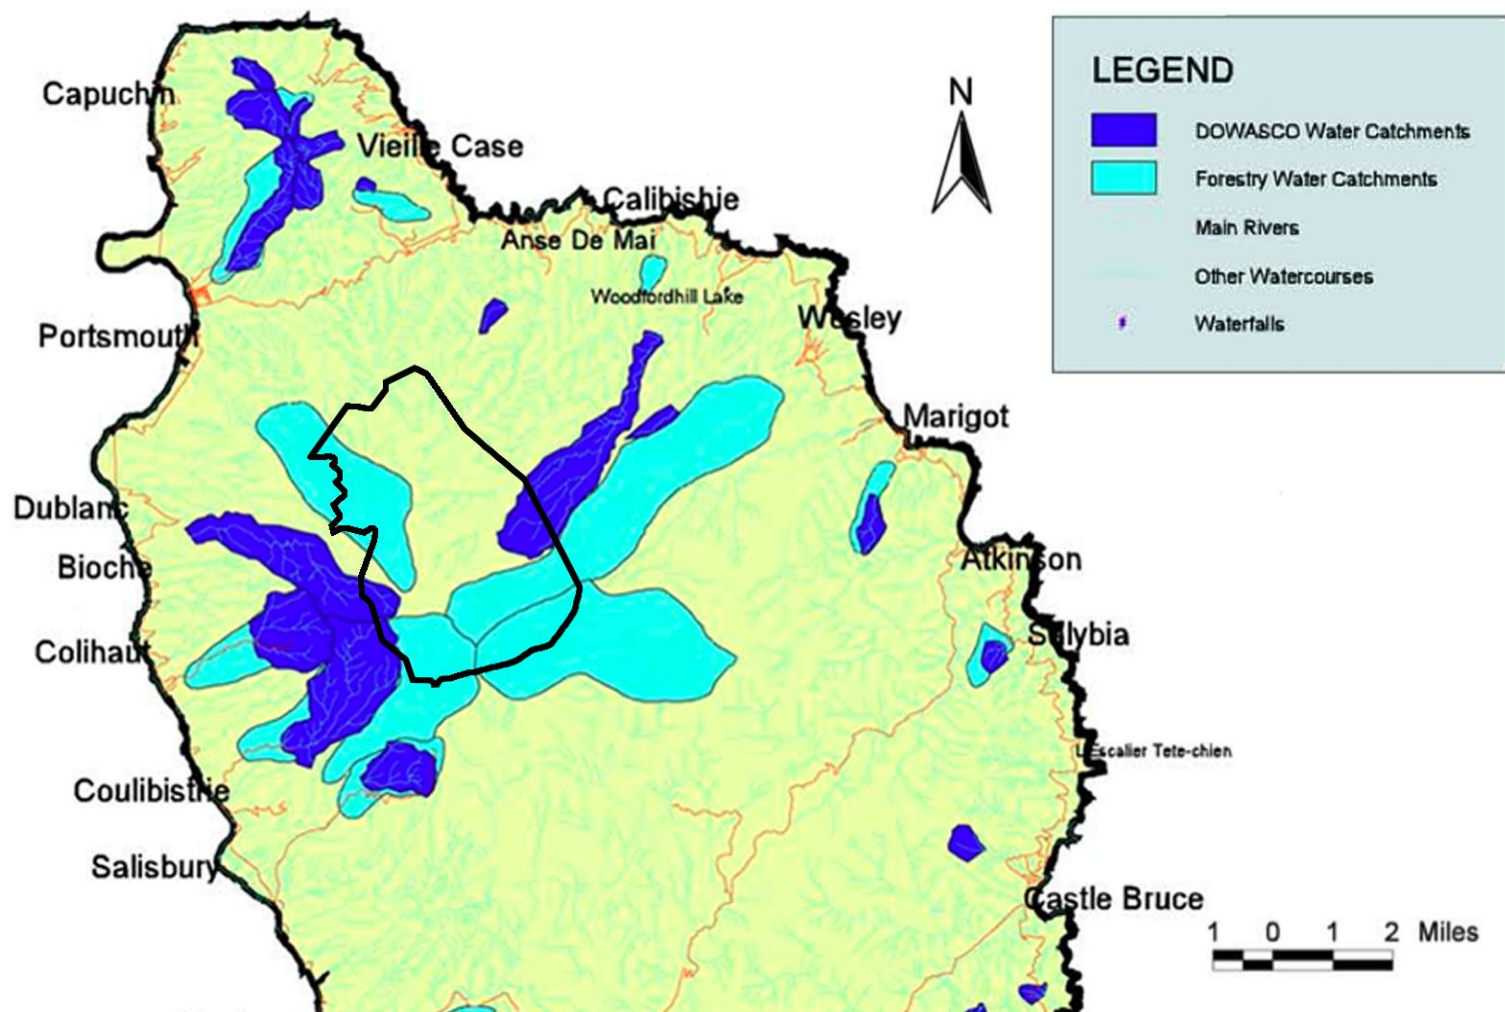 LEGEND
DOWASCO Water Catchments
Forestry Water Catchments
Main Rivers
Other Watercourses
Waterfalls
N
Capuchin
Vieille Case
Calibishie
Anse De Mai
Woodfordhill Lake
Wesley
Portsmouth
Marigot
Dublanc
Bioche
Atkinson
Colihaut
Salybia
L'Escalier Tete-chien
Coulibistrie
Salisbury
Castle Bruce
1 0 1 2 Miles